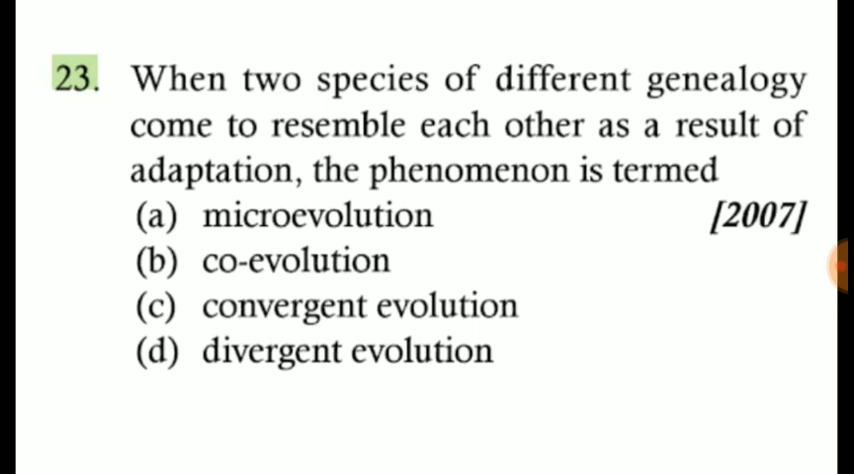 23. When two species of different genealogy
come to resemble each other as a result of
adaptation, the phenomenon is termed
(a) microevolution [2007]
(b) co-evolution
(c) convergent evolution
(d) divergent evolution